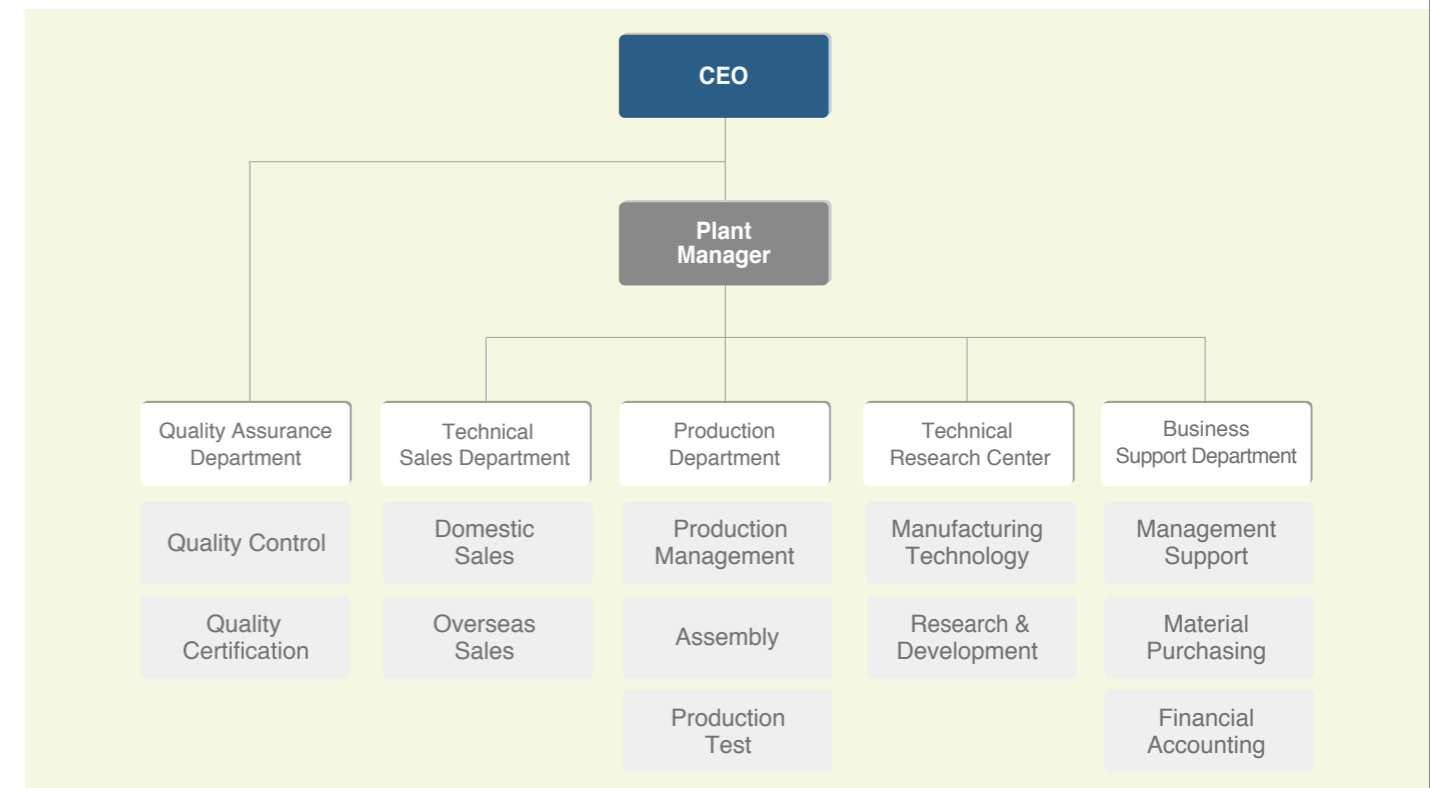 CEO
Plant
Manager
Quality Assurance
Department
Technical
Sales Department
Production
Department
Technical
Research Center
Business
Support Department
Quality Control
Domestic
Sales
Production
Management
Manufacturing
Technology
Management
Support
Quality
Certification
Overseas
Sales
Assembly
Research &
Development
Material
Purchasing
Production
Test
Financial
Accounting